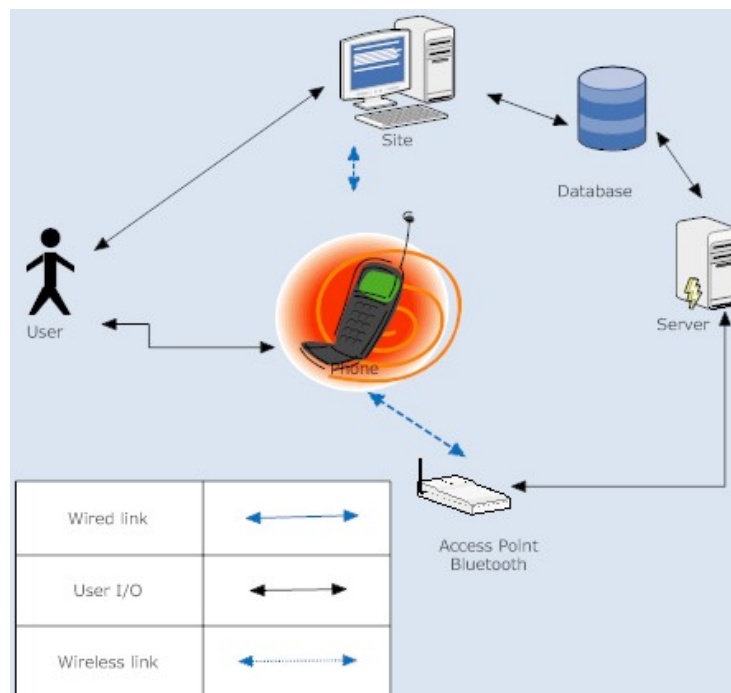 Site
Database
User
Server
Phone
Access Point
Bluetooth
Wired link
User I/O
Wireless link